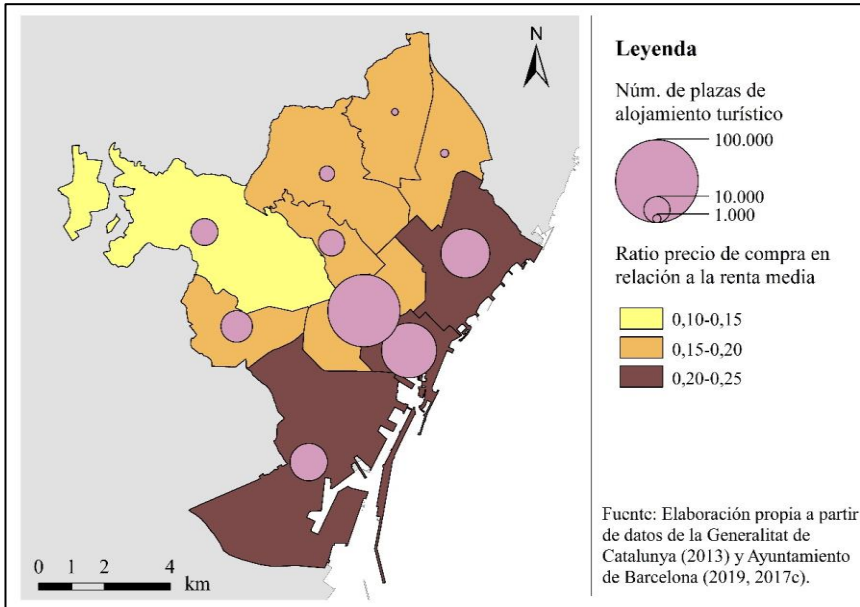 N
0 1 2 4
km
Leyenda
Núm. de plazas de
alojamiento turístico
100.000
10.000
1.000
Ratio precio de compra en
relación a la renta media
0,10-0,15
0,15-0,20
0,20-0,25
Fuente: Elaboración propia a partir
de datos de la Generalitat de
Catalunya (2013) y Ayuntamiento
de Barcelona (2019, 2017c).